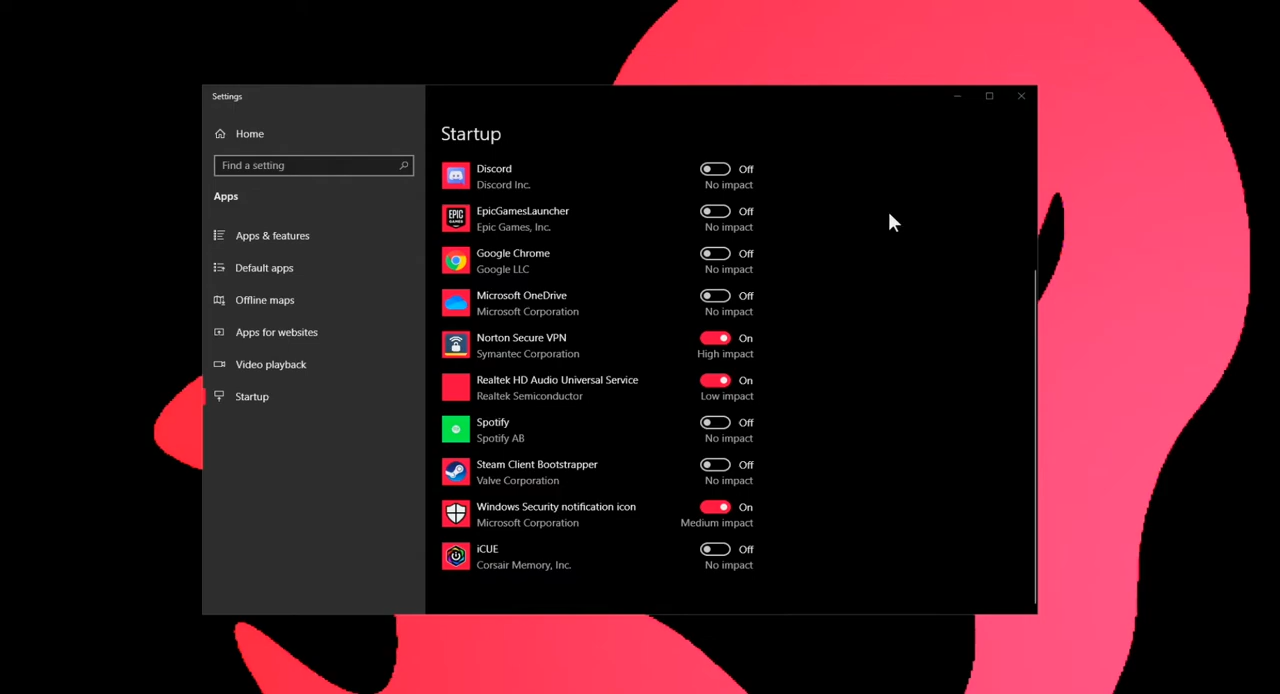 Settings
Home
Find a setting
Apps
Apps & features
Default apps
Offline maps
Apps for websites
Video playback
Startup
Startup
Discord Off
Discord Inc. No impact
EpicGamesLauncher Off
Epic Games, Inc. No impact
EPIC
GAMES
Google Chrome Off
Google LLC No impact
Microsoft OneDrive Off
Microsoft Corporation No impact
Norton Secure VPN On
Symantec Corporation High impact
Realtek HD Audio Universal Service On
Realtek Semiconductor Low impact
Spotify Off
Spotify AB No impact
Steam Client Bootstrapper Off
Valve Corporation No impact
Windows Security notification icon On
Microsoft Corporation Medium impact
iCUE Off
Corsair Memory, Inc. No impact